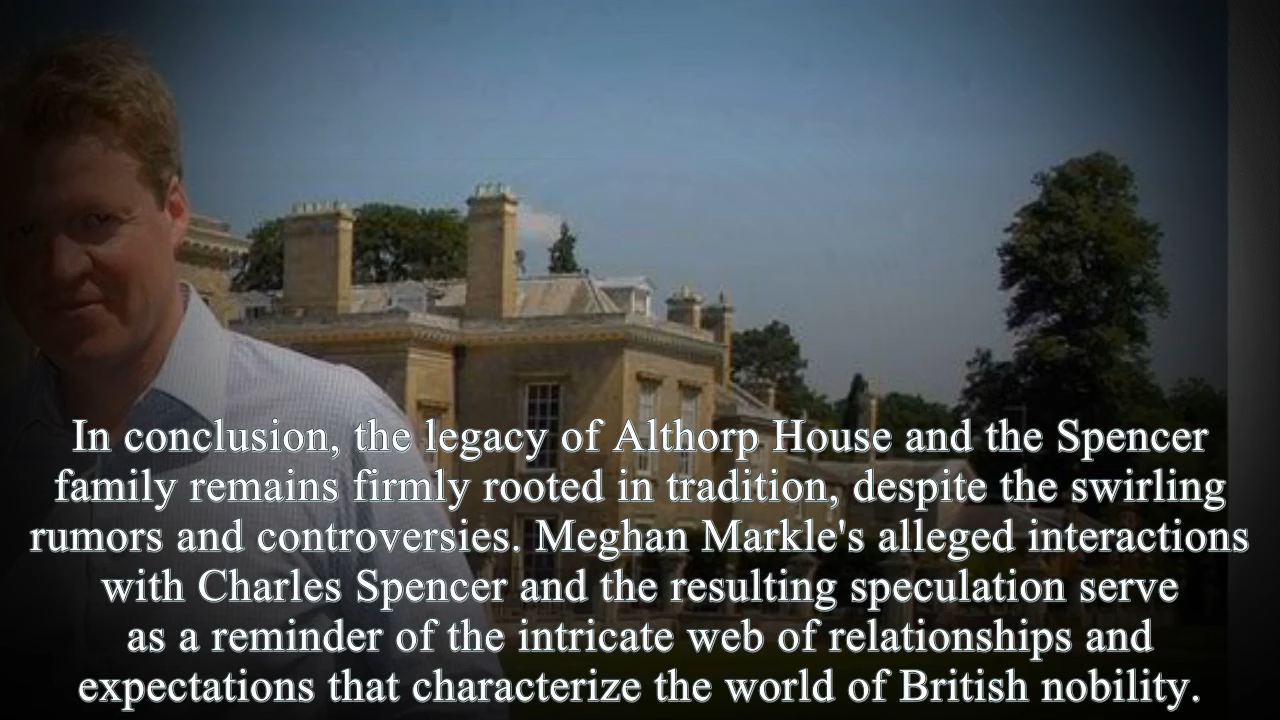 In conclusion, the legacy of Althorp House and the Spencer
family remains firmly rooted in tradition, despite the swirling
rumors and controversies. Meghan Markle's alleged interactions
with Charles Spencer and the resulting speculation serve
as a reminder of the intricate web of relationships and
expectations that characterize the world of British nobility.